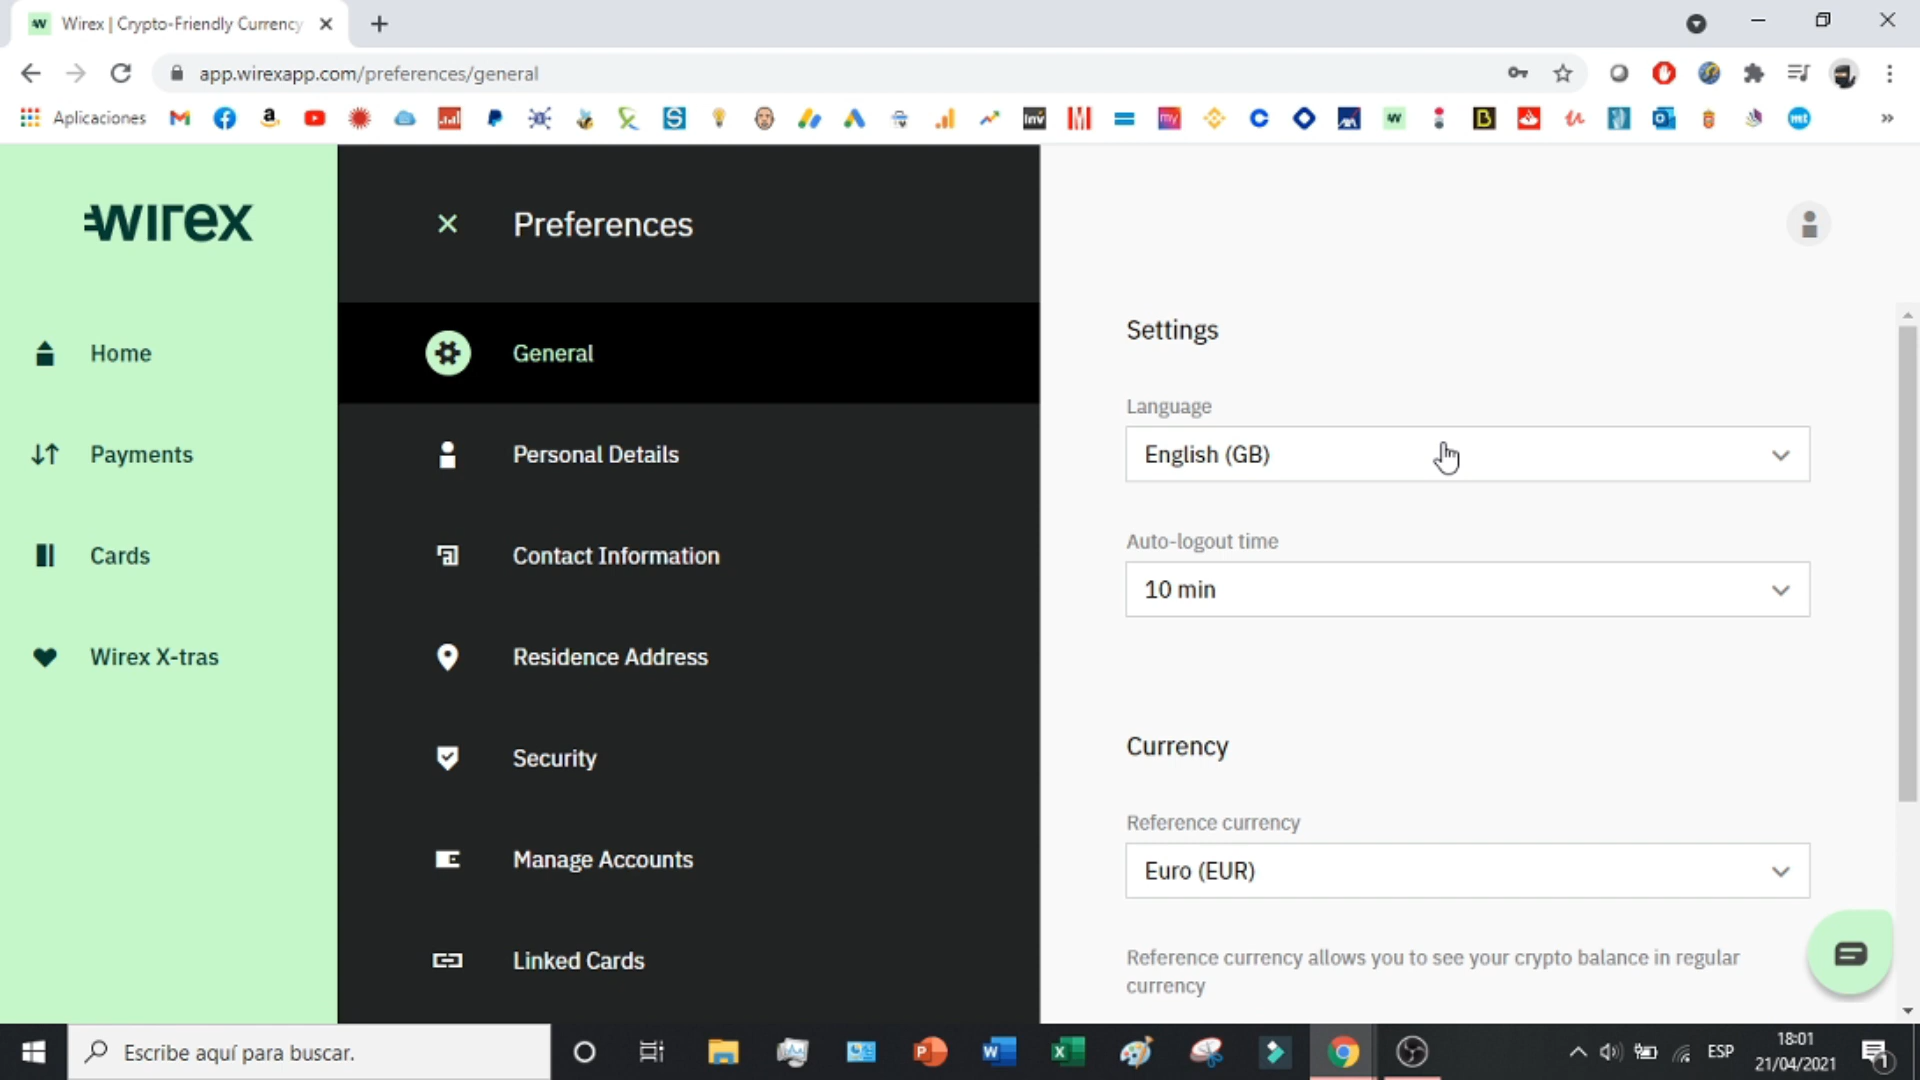 Wirex | Crypto-Friendly Currency
app.wirexapp.com/preferences/general
Aplicaciones
wirex
Home
Payments
Cards
Wirex X-tras
Preferences
General
Personal Details
Contact Information
Residence Address
Security
Manage Accounts
Linked Cards
Settings
Language
English (GB)
Auto-logout time
10 min
Currency
Reference currency
Euro (EUR)
Reference currency allows you to see your crypto balance in regular
currency
Escribe aquí para buscar.
ESP
18:01
21/04/2021
1